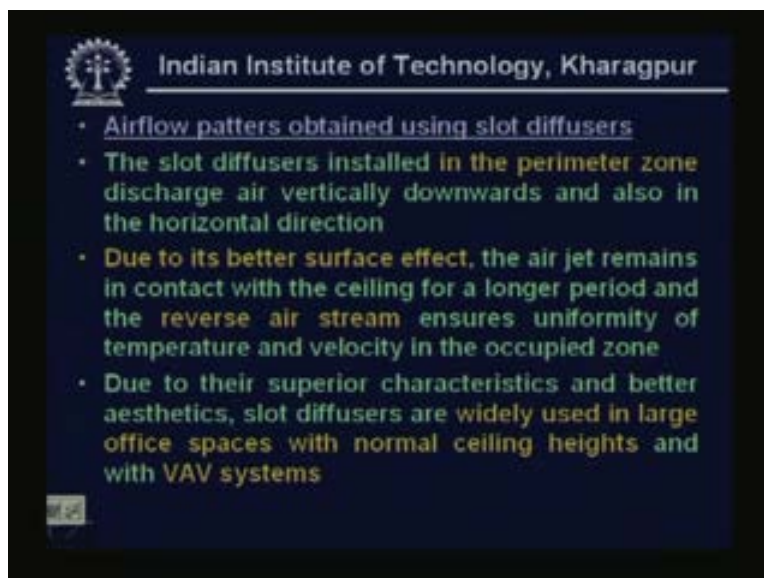 Indian Institute of Technology, Kharagpur
• Airflow patters obtained using slot diffusers
• The slot diffusers installed in the perimeter zone
discharge air vertically downwards and also in
the horizontal direction
• Due to its better surface effect, the air jet remains
in contact with the ceiling for a longer period and
the reverse air stream ensures uniformity of
temperature and velocity in the occupied zone
• Due to their superior characteristics and better
aesthetics, slot diffusers are widely used in large
office spaces with normal ceiling heights and
with VAV systems